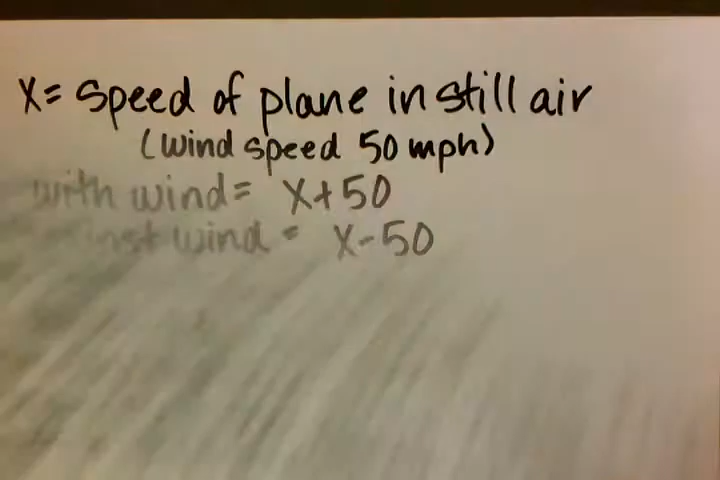 X= Speed of plane in still air
(wind speed 50 mph)
with wind= X+50
wind = X-50